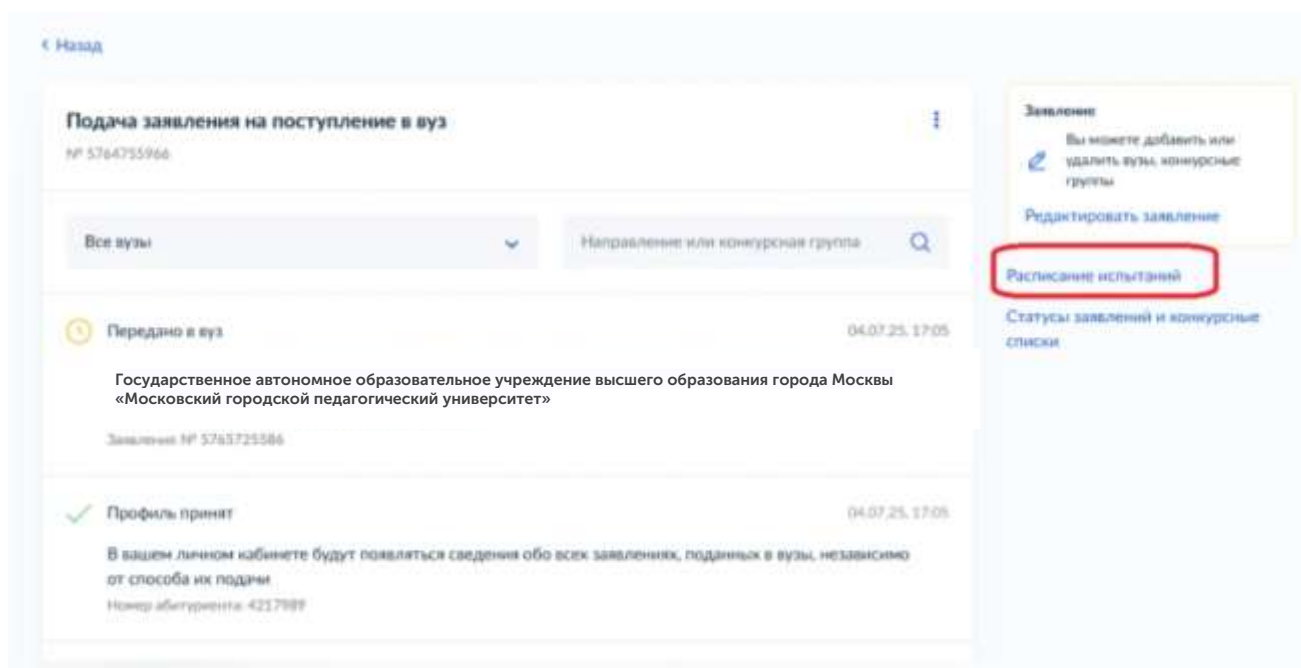 Назад
Подача заявления на поступление в вуз
№ 5764755966
Все вузы
Направление или конкурсная группа
Передано в вуз
04.07.25, 17:05
Государственное автономное образовательное учреждение высшего образования города Москвы
«Московский городской педагогический университет»
Заявление № 5765725586
Профиль принят
04.07.25, 17:05
В вашем личном кабинете будут появляться сведения обо всех заявлениях, поданных в вузы, независимо
от способа их подачи
Номер абитуриента: 4217989
Заявление
Вы можете добавить или
удалить вузы, конкурсные
группы
Редактировать заявление
Расписание испытаний
Статусы заявлений и конкурсные
списки